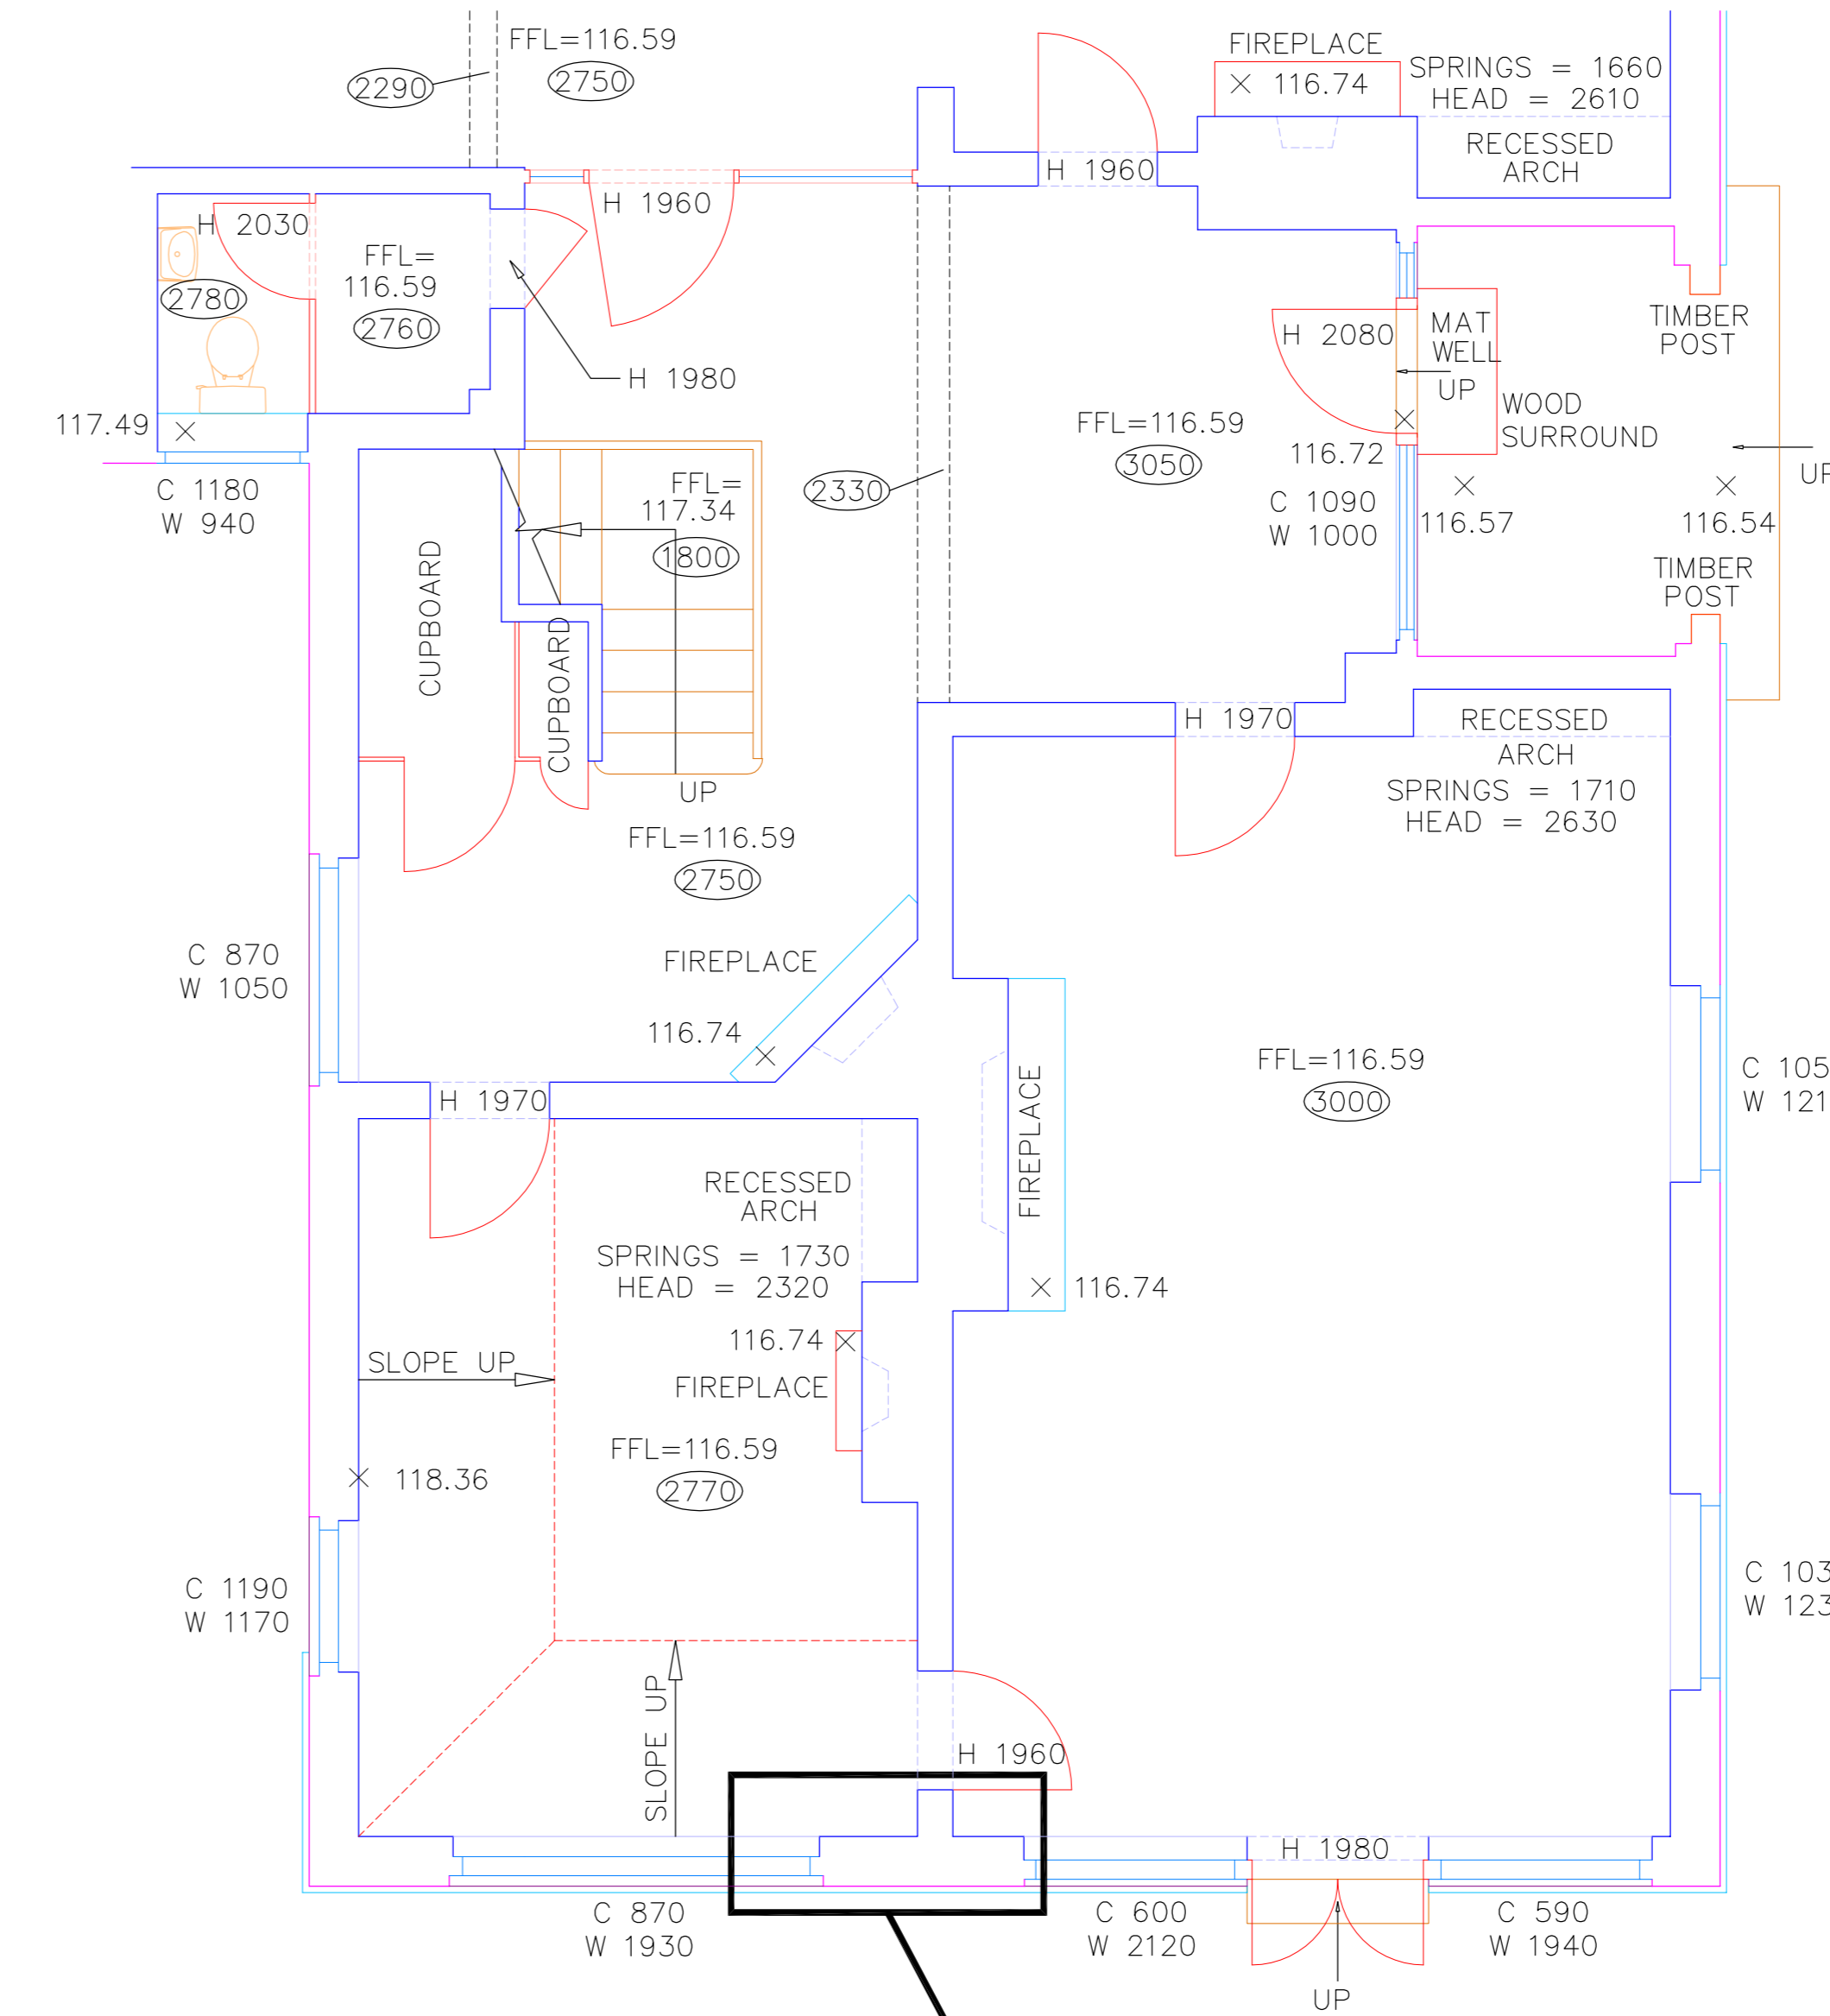 FFL=116.59
2750
2290
FIREPLACE
116.74
SPRINGS = 1660
HEAD = 2610
RECESSED
ARCH
H 1960
H 1960
H 2030
2780
FFL=
116.59
2760
H 1980
117.49
C 1180
W 940
H 2080
MAT
WELL
UP
WOOD
SURROUND
TIMBER
POST
FFL=116.59
3050
116.72
C 1090
W 1000
116.57
116.54
UP
TIMBER
POST
2330
FFL=
117.34
1800
CUPBOARD
CUPBOARD
UP
H 1970
RECESSED
ARCH
SPRINGS = 1710
HEAD = 2630
FFL=116.59
2750
C 870
W 1050
FIREPLACE
116.74
FFL=116.59
3000
FIREPLACE
116.74
C 105
W 121
H 1970
RECESSED
ARCH
SPRINGS = 1730
HEAD = 2320
116.74
FIREPLACE
SLOPE UP
FFL=116.59
2770
118.36
C 1190
W 1170
C 103
W 123
SLOPE UP
H 1960
H 1980
C 870
W 1930
C 600
W 2120
C 590
W 1940
UP